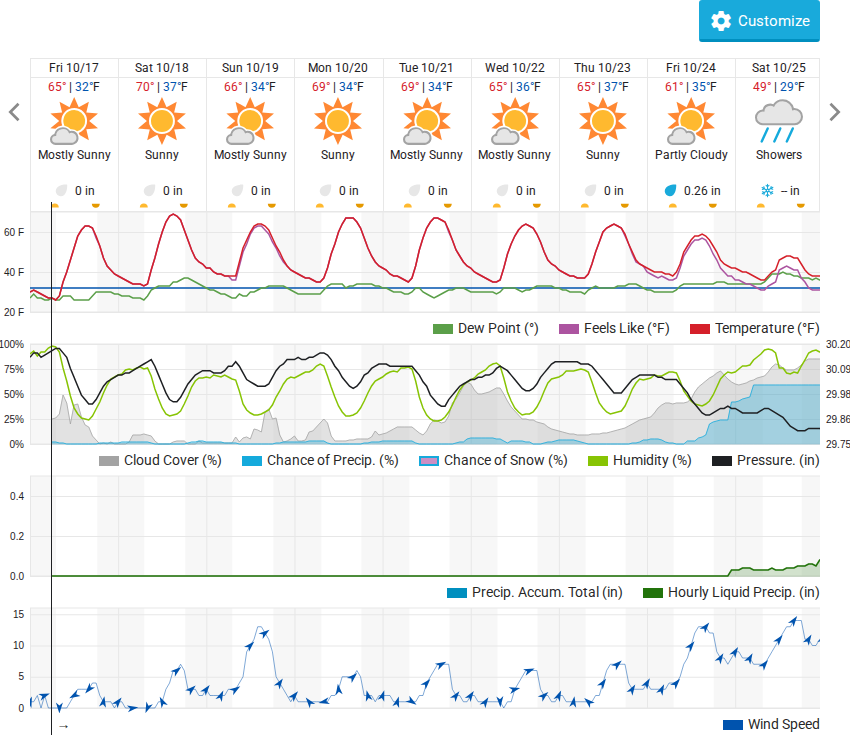 Customize
Fri 10/17 Sat 10/18 Sun 10/19 Mon 10/20 Tue 10/21 Wed 10/22 Thu 10/23 Fri 10/24 Sat 10/25
65° | 32°F 70° | 37°F 66° | 34°F 69° | 34°F 69° | 34°F 65° | 36°F 65° | 37°F 61° | 35°F 49° | 29°F
Mostly Sunny Sunny Mostly Sunny Sunny Mostly Sunny Mostly Sunny Sunny Partly Cloudy Showers
0 in 0 in 0 in 0 in 0 in 0 in 0 in 0.26 in -- in
60 F
40 F
20 F
Dew Point (°) Feels Like (°F) Temperature (°F)
100% 30.20
75% 30.09
50% 29.98
25% 29.86
0% 29.75
Cloud Cover (%) Chance of Precip. (%) Chance of Snow (%) Humidity (%) Pressure. (in)
0.4
0.2
0.0
Precip. Accum. Total (in) Hourly Liquid Precip. (in)
15
10
5
0
→
Wind Speed